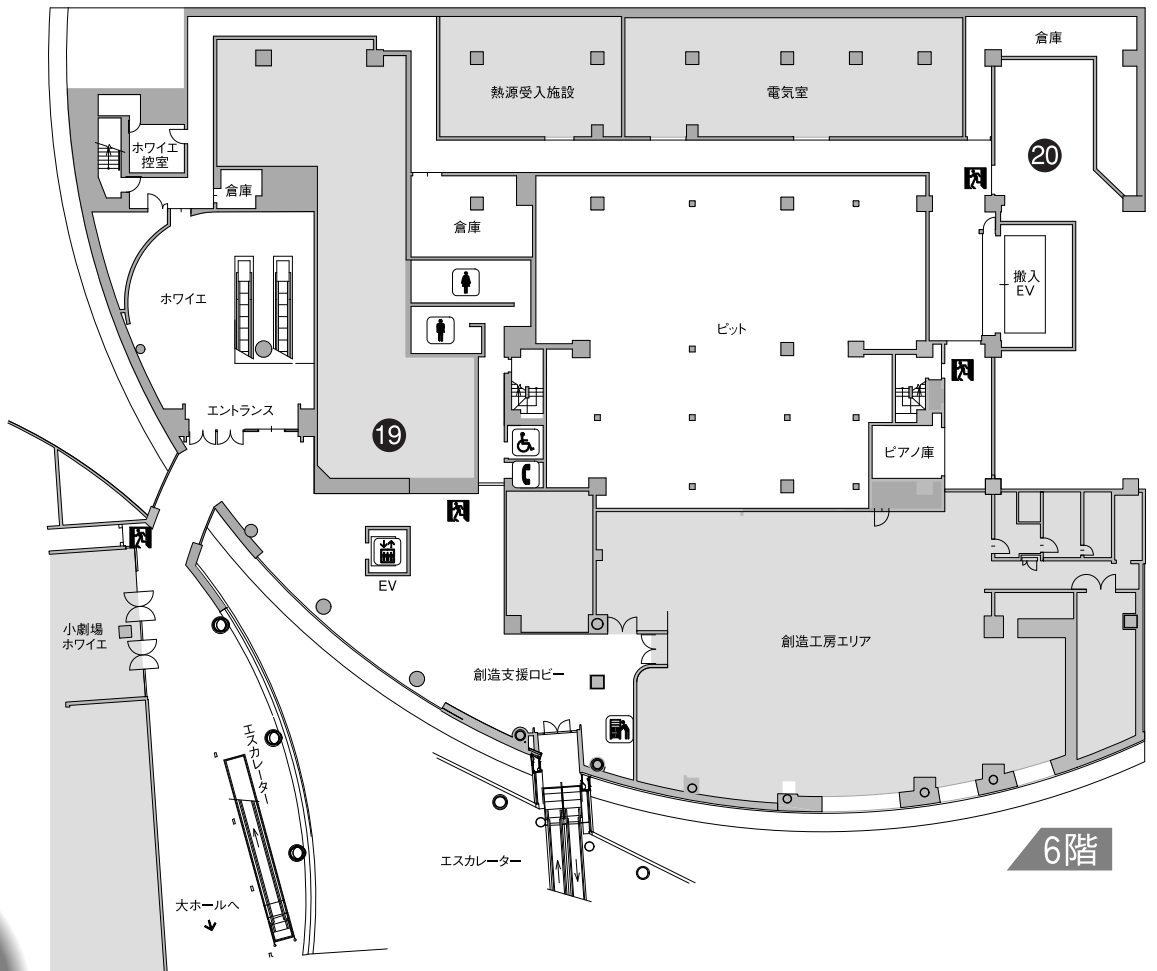 倉庫
熱源受入施設
電気室
ホワイエ
控室
20
倉庫
倉庫
搬入
EV
ホワイエ
ピット
エントランス
19
ピアノ庫
EV
小劇場
ホワイエ
創造工房エリア
創造支援ロビー
エスカレーター
6階
エスカレーター
大ホールへ